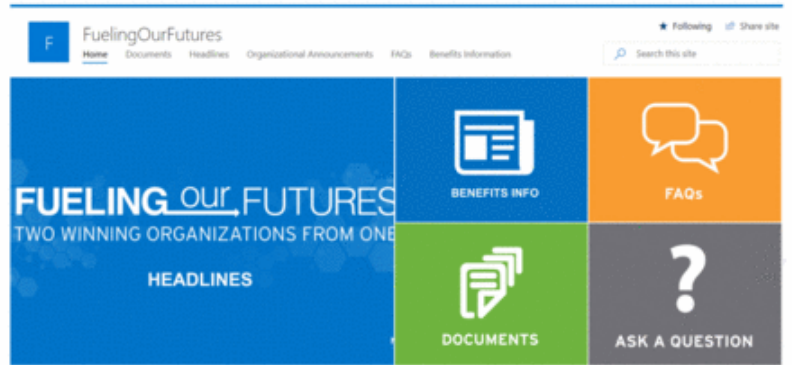 Following Share site
F FuelingOurFutures
Home Documents Headlines Organizational Announcements FAQs Benefits Information
Search this site
BENEFITS INFO
FAQs
FUELING our FUTURES
TWO WINNING ORGANIZATIONS FROM ONE
HEADLINES
DOCUMENTS
?
ASK A QUESTION